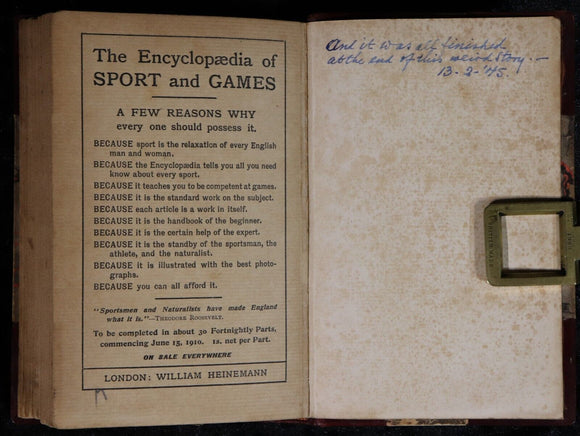 The Encyclopædia of
SPORT and GAMES
A FEW REASONS WHY
every one should possess it.
BECAUSE sport is the relaxation of every English
man and woman.
BECAUSE the Encyclopædia tells you all you need
know about every sport.
BECAUSE it teaches you to be competent at games.
BECAUSE it is the standard work on the subject.
BECAUSE each article is a work in itself.
BECAUSE it is the handbook of the beginner.
BECAUSE it is the certain help of the expert.
BECAUSE it is the standby of the sportsman, the
athlete, and the naturalist.
BECAUSE it is illustrated with the best photo-
graphs.
BECAUSE you can all afford it.
"Sportsmen and Naturalists have made England
what it is."—THEODORE ROOSEVELT.
To be completed in about 30 Fortnightly Parts,
commencing June 15, 1910. 1s. net per Part.
ON SALE EVERYWHERE
LONDON: WILLIAM HEINEMANN
And it was all finished
at the end of this weird story.—
13-2-'45